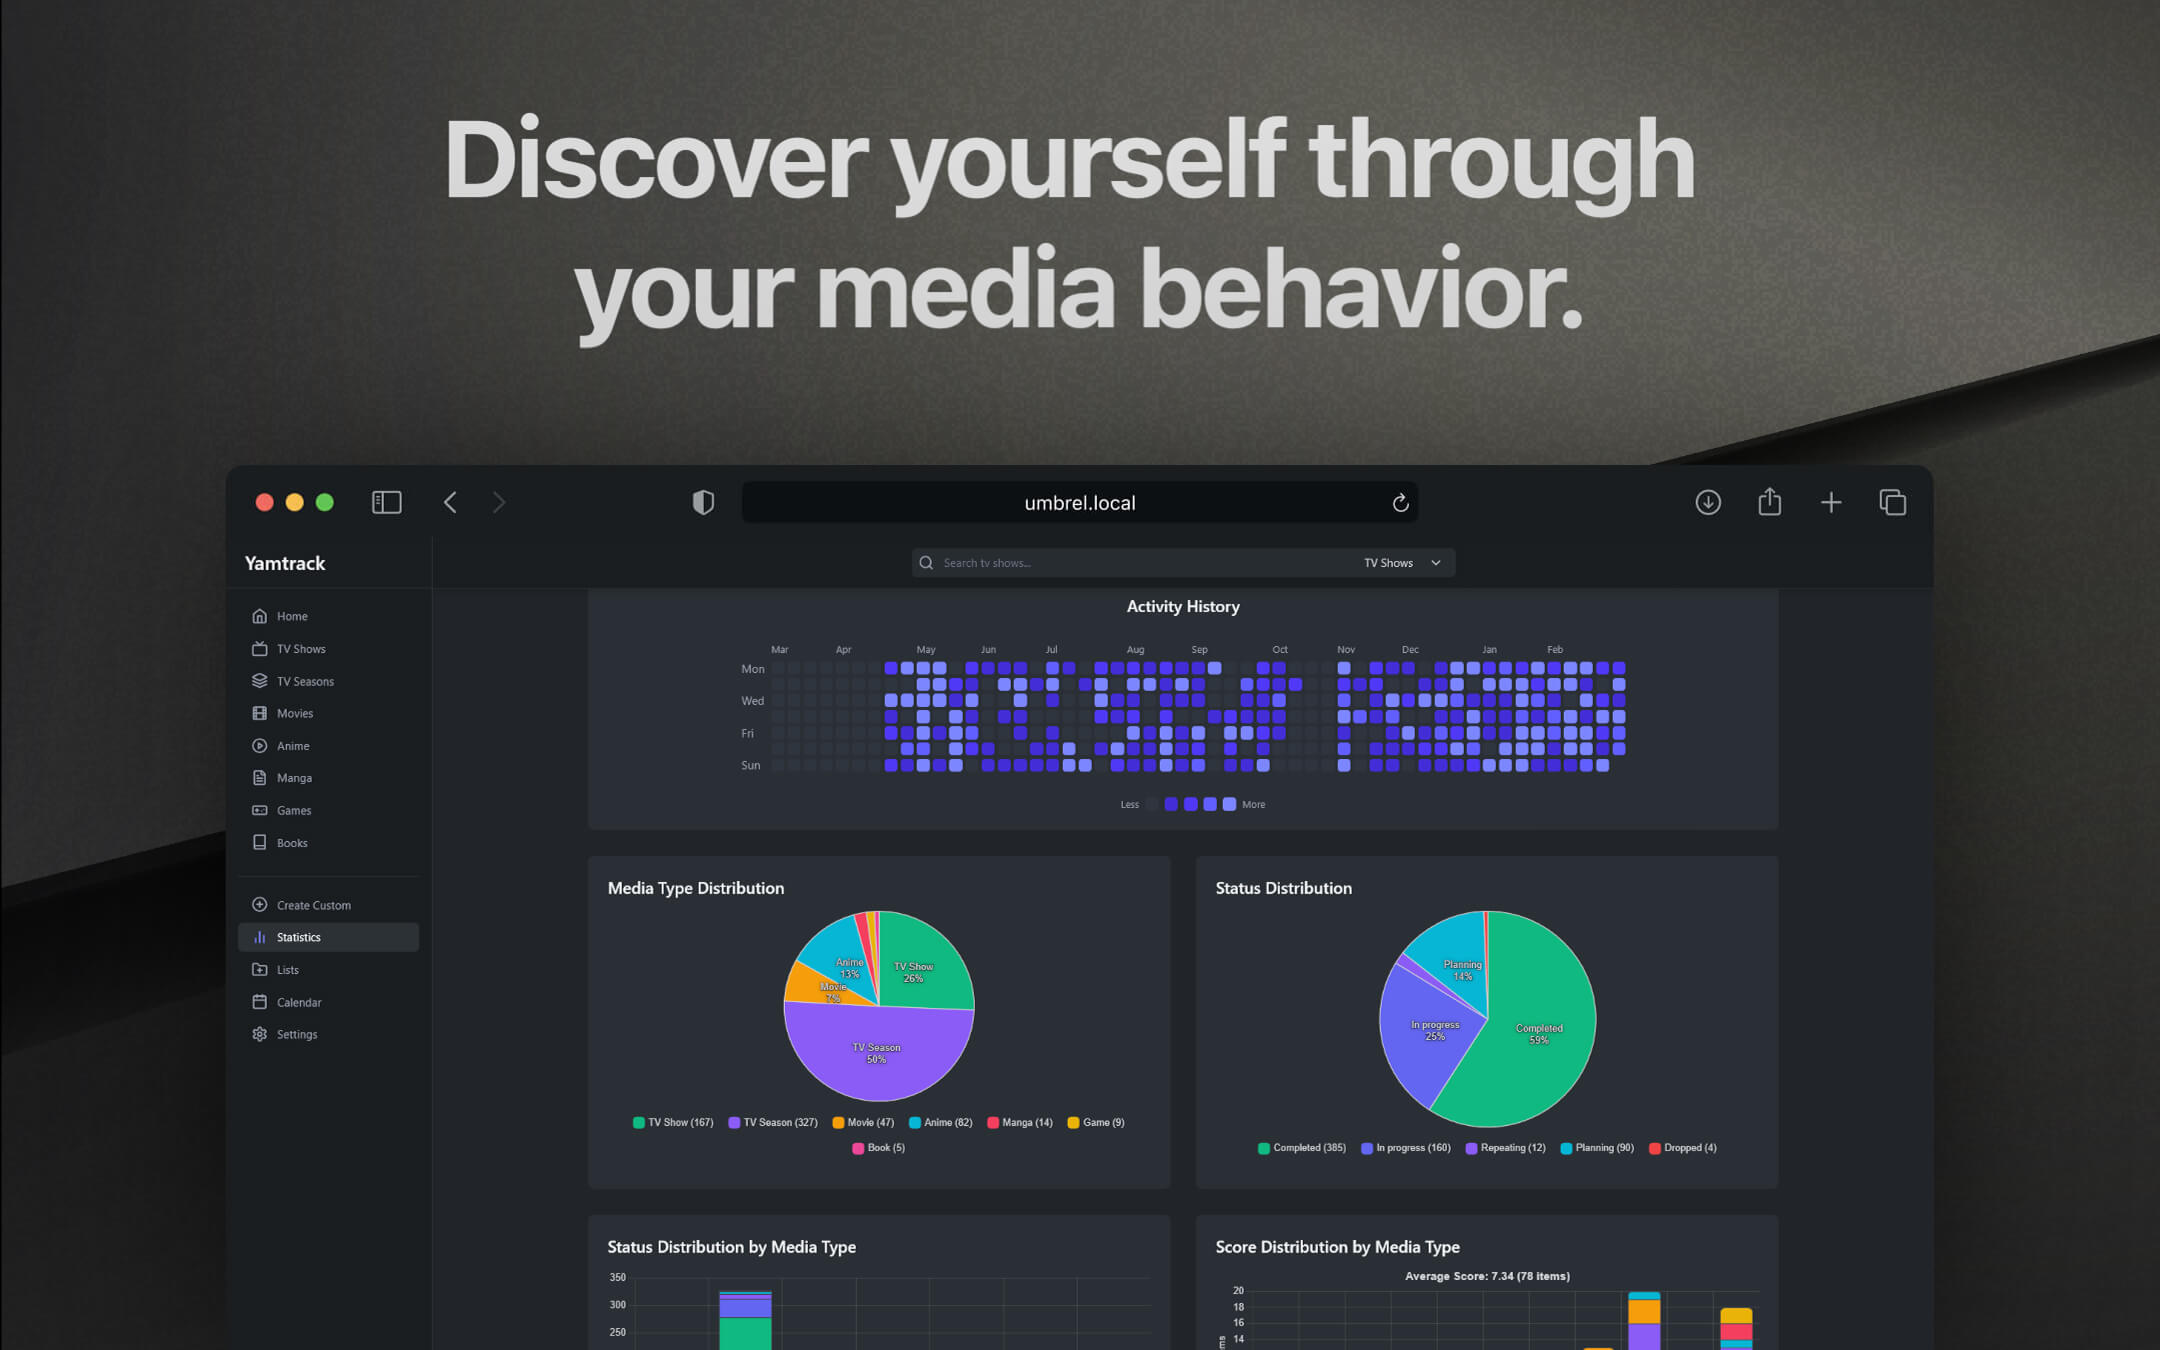 Discover yourself through
your media behavior.
umbrel.local
Yamtrack
Search tv shows...
TV Shows
Home
TV Shows
TV Seasons
Movies
Anime
Manga
Games
Books
Create Custom
Statistics
Lists
Calendar
Settings
Activity History
Mar Apr May Jun Jul Aug Sep Oct Nov Dec Jan Feb
Mon
Wed
Fri
Sun
Less More
Media Type Distribution
Anime
13%
TV Show
26%
Movie
7%
TV Season
50%
TV Show (167) TV Season (327) Movie (47) Anime (82) Manga (14) Game (9)
Book (5)
Status Distribution
Planning
14%
In progress
25%
Completed
59%
Completed (385) In progress (160) Repeating (12) Planning (90) Dropped (4)
Status Distribution by Media Type
350
300
250
Score Distribution by Media Type
Average Score: 7.34 (78 items)
20
18
16
14